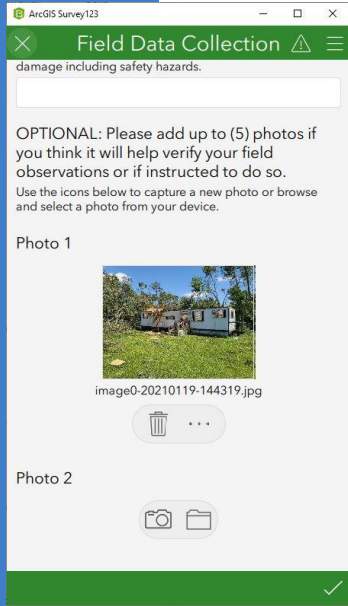 ArcGIS Survey123
Field Data Collection
damage including safety hazards.
OPTIONAL: Please add up to (5) photos if
you think it will help verify your field
observations or if instructed to do so.
Use the icons below to capture a new photo or browse
and select a photo from your device.
Photo 1
image0-20210119-144319.jpg
Photo 2